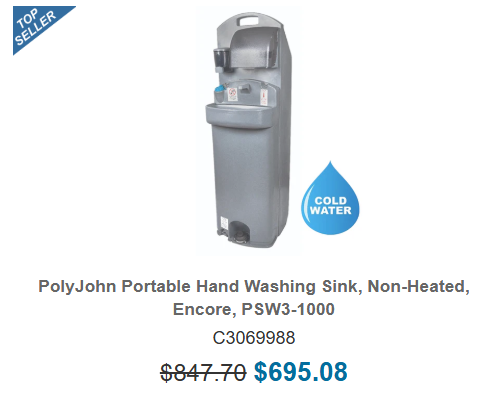 TOP
SELLER
COLD
WATER
PolyJohn Portable Hand Washing Sink, Non-Heated,
Encore, PSW3-1000
C3069988
$847.70 $695.08